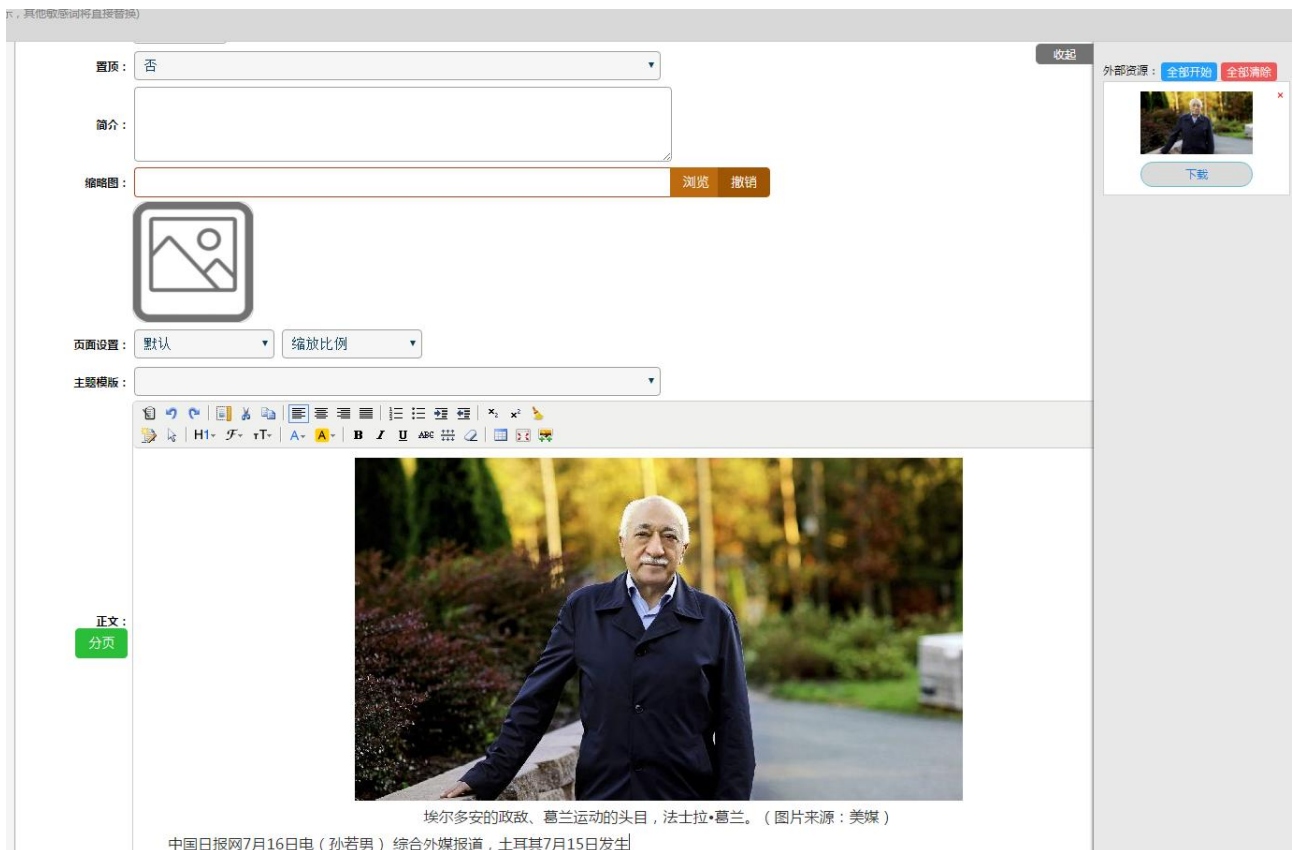 示，其他敏感词将直接替换)
收起
置顶： 否
外部资源： 全部开始 全部清除
×
简介：
缩略图： 浏览 撤销
下载
页面设置： 默认 缩放比例
主题模版：
H1 F тT A A B I U ABC
正文：
分页
埃尔多安的政敌、葛兰运动的头目，法士拉•葛兰。（图片来源：美媒）
中国日报网7月16日电（孙若男） 综合外媒报道，土耳其7月15日发生